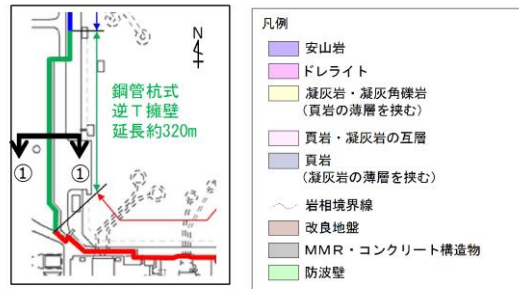 N
鋼管杭式
逆T擁壁
延長約320m
①
①
凡例
安山岩
ドレライト
凝灰岩・凝灰角礫岩
(頁岩の薄層を挟む)
頁岩・凝灰岩の互層
頁岩
(凝灰岩の薄層を挟む)
岩相境界線
改良地盤
MMR・コンクリート構造物
防波壁